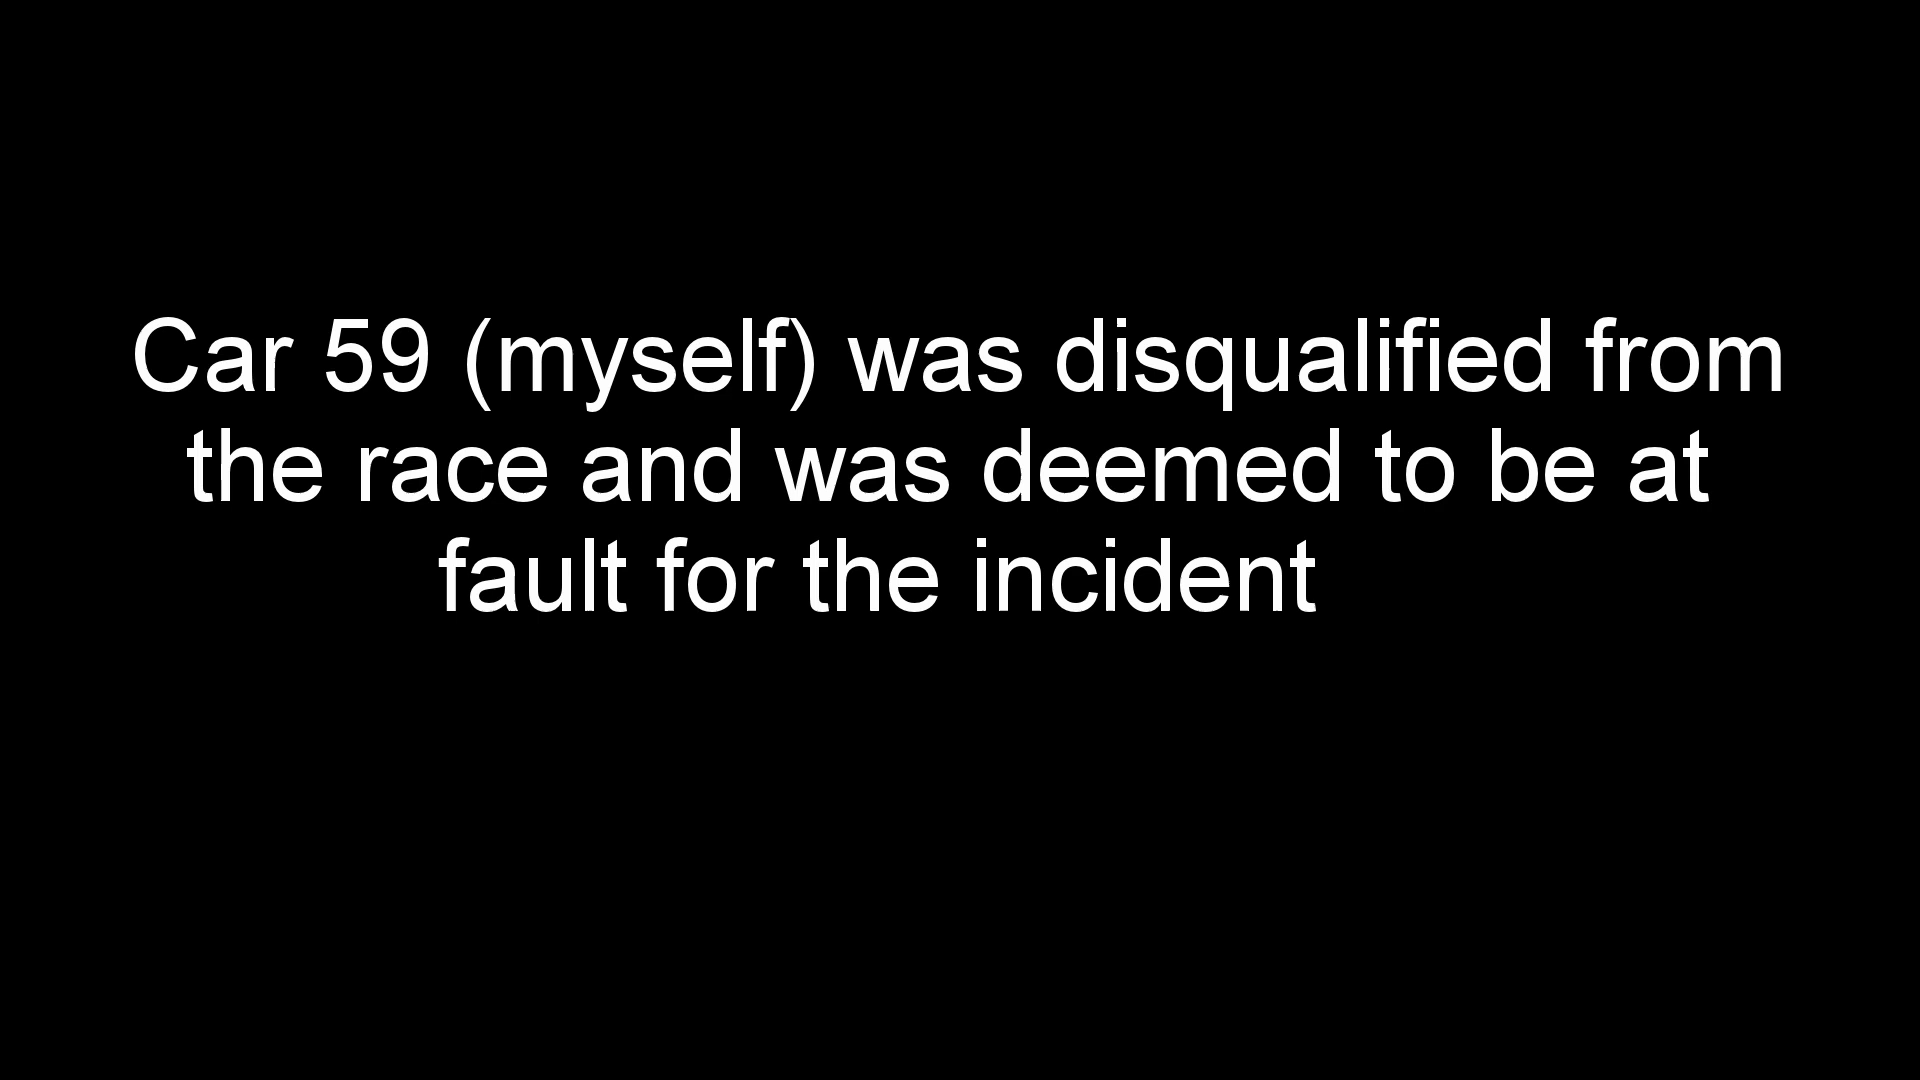 Car 59 (myself) was disqualified from
the race and was deemed to be at
fault for the incident